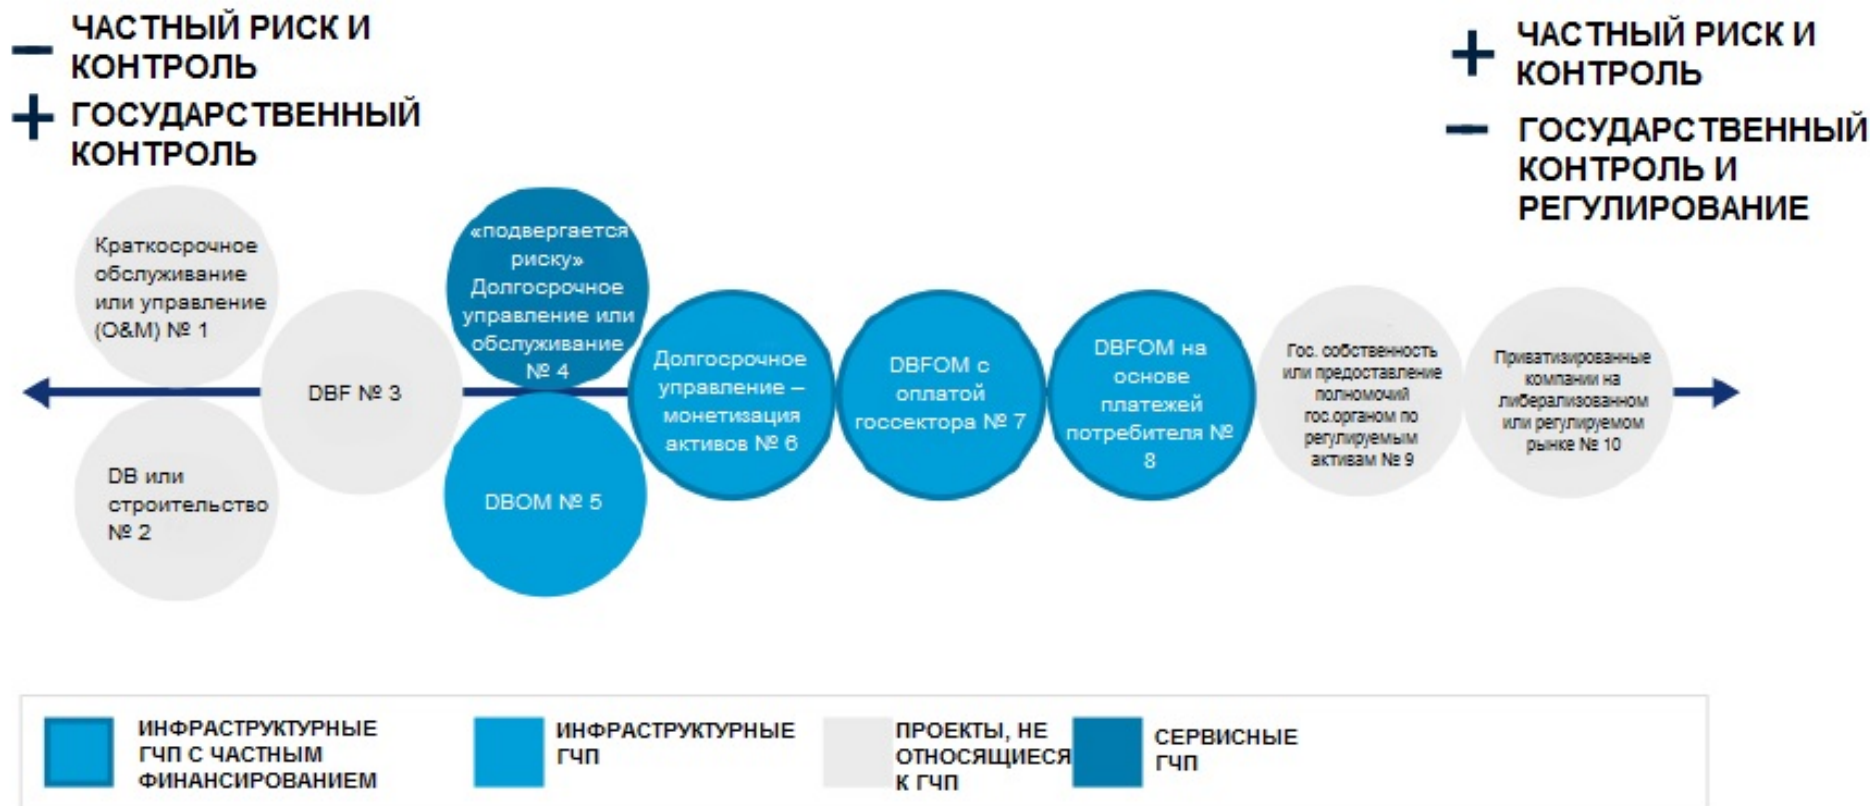 − ЧАСТНЫЙ РИСК И
КОНТРОЛЬ
+ ГОСУДАРСТВЕННЫЙ
КОНТРОЛЬ
+ ЧАСТНЫЙ РИСК И
КОНТРОЛЬ
− ГОСУДАРСТВЕННЫЙ
КОНТРОЛЬ И
РЕГУЛИРОВАНИЕ
Краткосрочное
обслуживание
или управление
(O&M) № 1
DB или
строительство
№ 2
DBF № 3
«подвергается
риску»
Долгосрочное
управление или
обслуживание
№ 4
DBOM № 5
Долгосрочное
управление –
монетизация
активов № 6
DBFOM с
оплатой
госсектора № 7
DBFOM на
основе
платежей
потребителя №
8
Гос. собственность
или предоставление
полномочий
гос.органом по
регулируемым
активам № 9
Приватизированные
компании на
либерализованном
или регулируемом
рынке № 10
ИНФРАСТРУКТУРНЫЕ
ГЧП С ЧАСТНЫМ
ФИНАНСИРОВАНИЕМ
ИНФРАСТРУКТУРНЫЕ
ГЧП
ПРОЕКТЫ, НЕ
ОТНОСЯЩИЕСЯ
К ГЧП
СЕРВИСНЫЕ
ГЧП